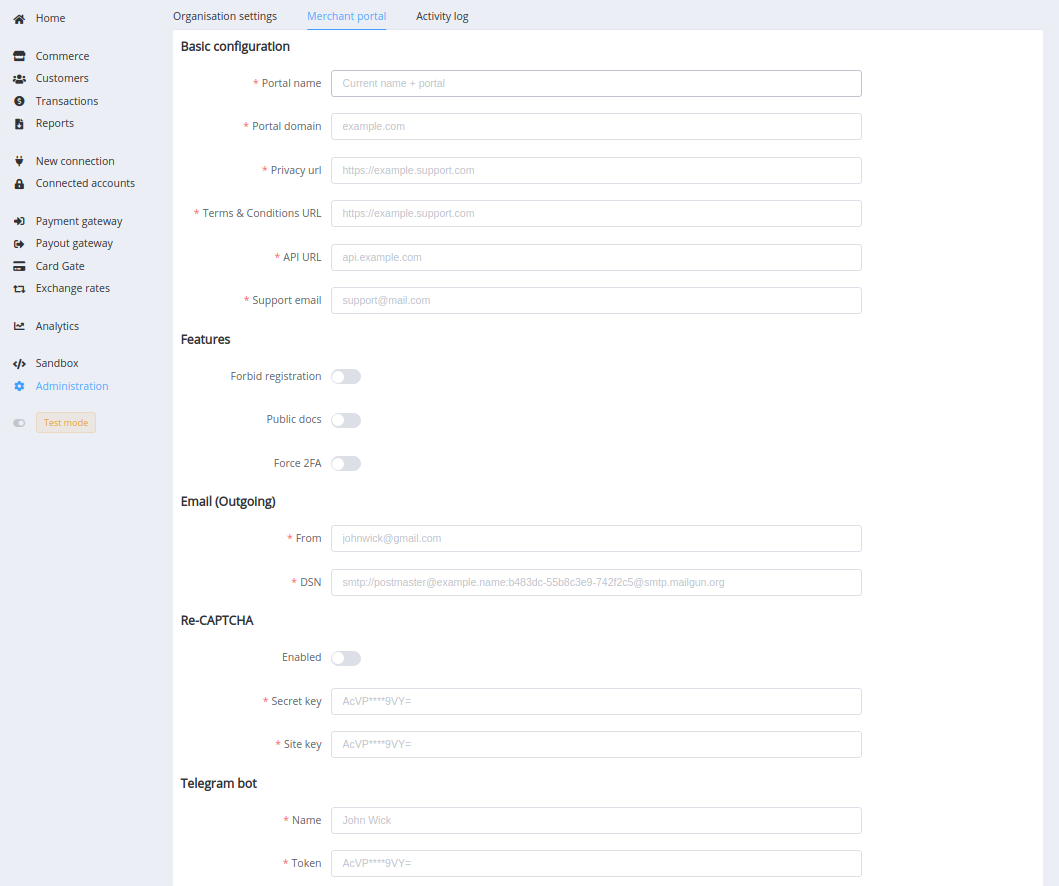 Home
Commerce
Customers
Transactions
Reports
New connection
Connected accounts
Payment gateway
Payout gateway
Card Gate
Exchange rates
Analytics
Sandbox
Administration
Test mode
Organisation settings Merchant portal Activity log
Basic configuration
* Portal name Current name + portal
* Portal domain example.com
* Privacy url https://example.support.com
* Terms & Conditions URL https://example.support.com
* API URL api.example.com
* Support email support@mail.com
Features
Forbid registration
Public docs
Force 2FA
Email (Outgoing)
* From johnwick@gmail.com
* DSN smtp://postmaster@example.name:b483dc-55b8c3e9-742f2c5@smtp.mailgun.org
Re-CAPTCHA
Enabled
* Secret key AcVP****9VY=
* Site key AcVP****9VY=
Telegram bot
* Name John Wick
* Token AcVP****9VY=